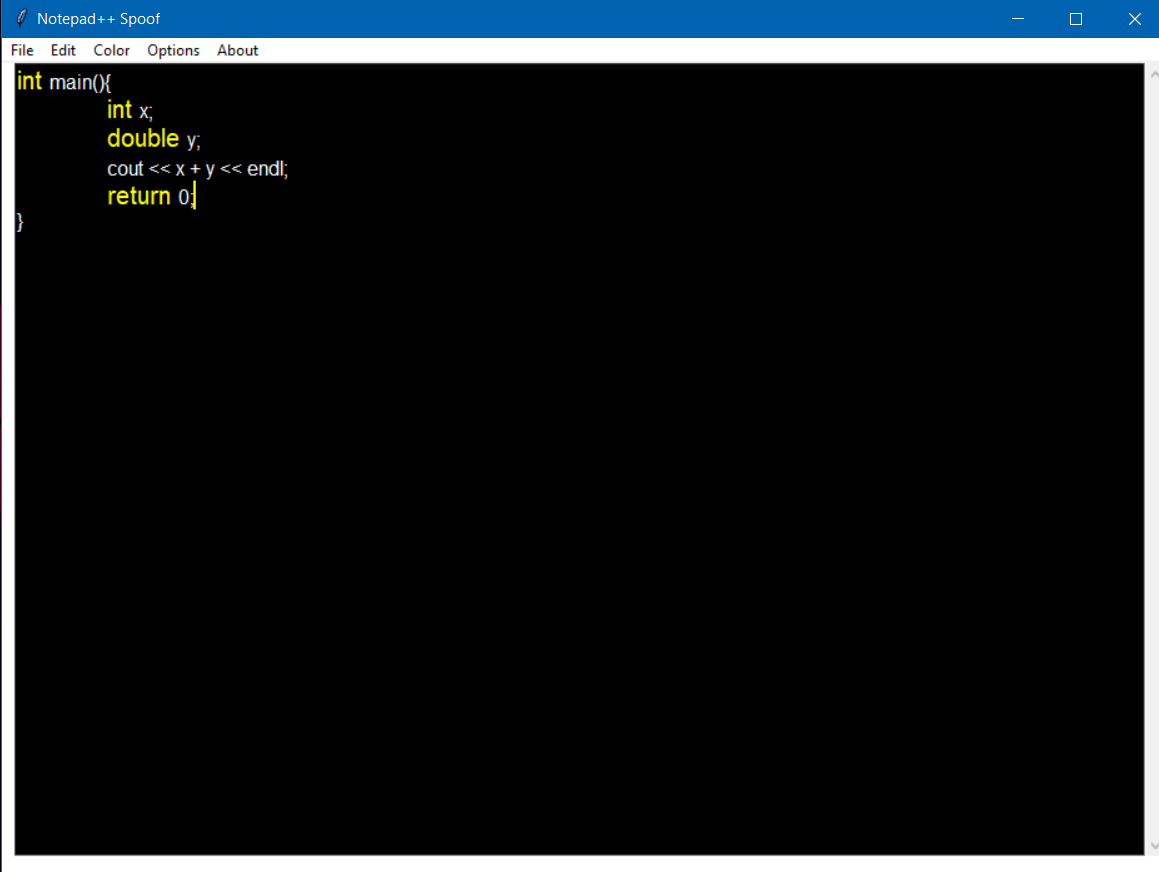 Notepad++ Spoof
File Edit Color Options About
int main(){
int x;
double y;
cout << x + y << endl;
return 0;
}